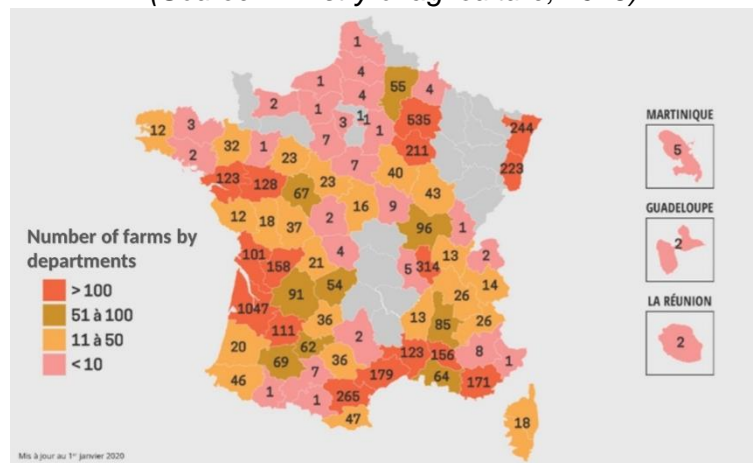 of agriculture,
1
4
1 55 4
2 1 4
1 1 535 244
12 3 3 1
7 211
2 32 1 23 7 223
40
123 128 23
67 43
16 9
12 18 37 2 96 1
101 4 13 2
158 21 5 314
54 14
91 26
1047 36 13 85 26
111 2
20 62 123 156 8
69 36 1
46 7 179 64 171
1 1 265
47 18
MARTINIQUE
5
GUADELOUPE
2
LA RÉUNION
2
Number of farms by
departments
> 100
51 à 100
11 à 50
< 10
Mis à jour au 1er janvier 2020